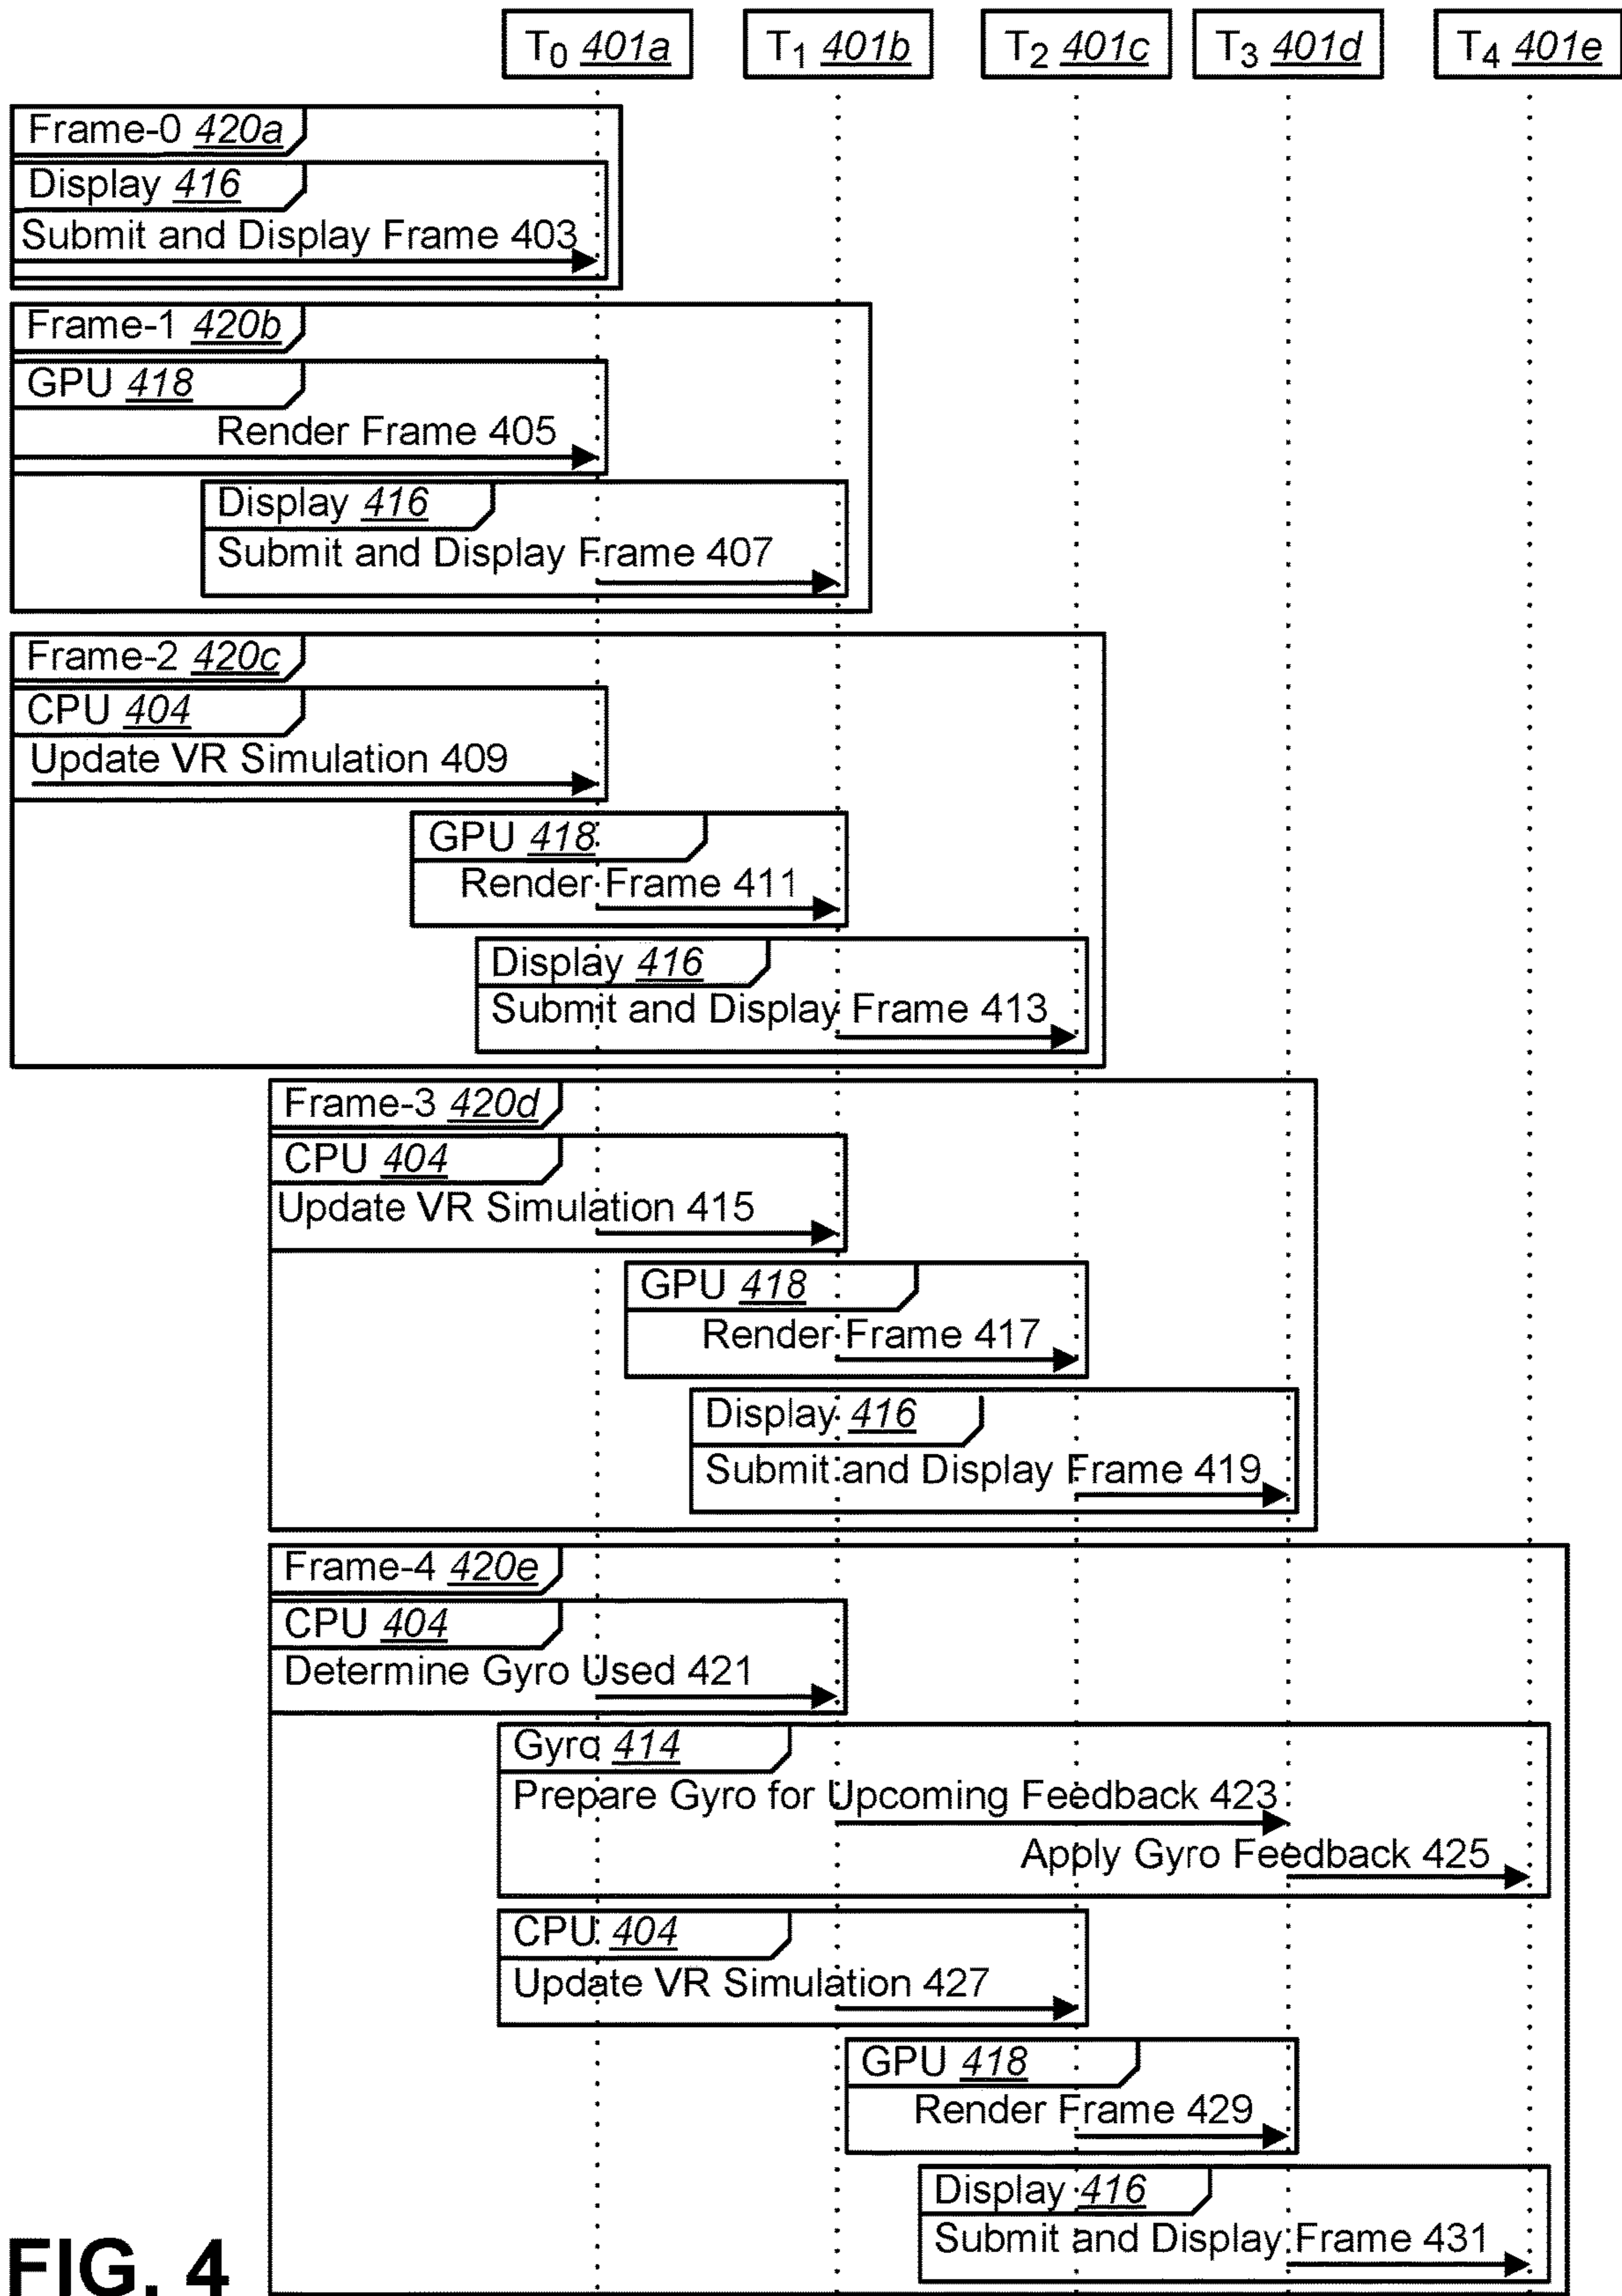 T0 401a T1 401b T2 401c T3 401d T4 401e
Frame-0 420a
Display 416
Submit and Display Frame 403
Frame-1 420b
GPU 418
Render Frame 405
Display 416
Submit and Display Frame 407
Frame-2 420c
CPU 404
Update VR Simulation 409
GPU 418
Render Frame 411
Display 416
Submit and Display Frame 413
Frame-3 420d
CPU 404
Update VR Simulation 415
GPU 418
Render Frame 417
Display 416
Submit and Display Frame 419
Frame-4 420e
CPU 404
Determine Gyro Used 421
Gyro 414
Prepare Gyro for Upcoming Feedback 423
Apply Gyro Feedback 425
CPU 404
Update VR Simulation 427
GPU 418
Render Frame 429
Display 416
Submit and Display Frame 431
FIG. 4